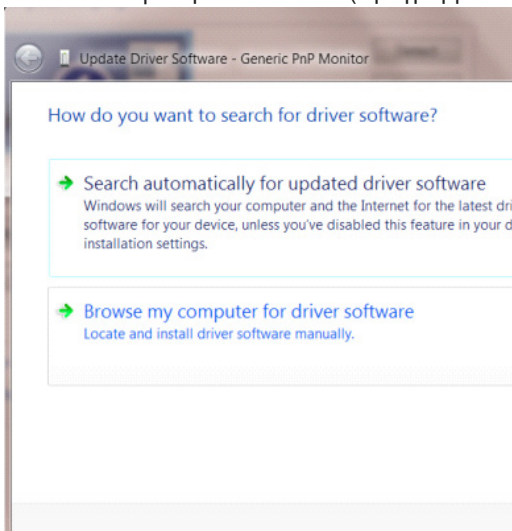 Update Driver Software - Generic PnP Monitor
How do you want to search for driver software?
Search automatically for updated driver software
Windows will search your computer and the Internet for the latest dri
software for your device, unless you've disabled this feature in your d
installation settings.
Browse my computer for driver software
Locate and install driver software manually.